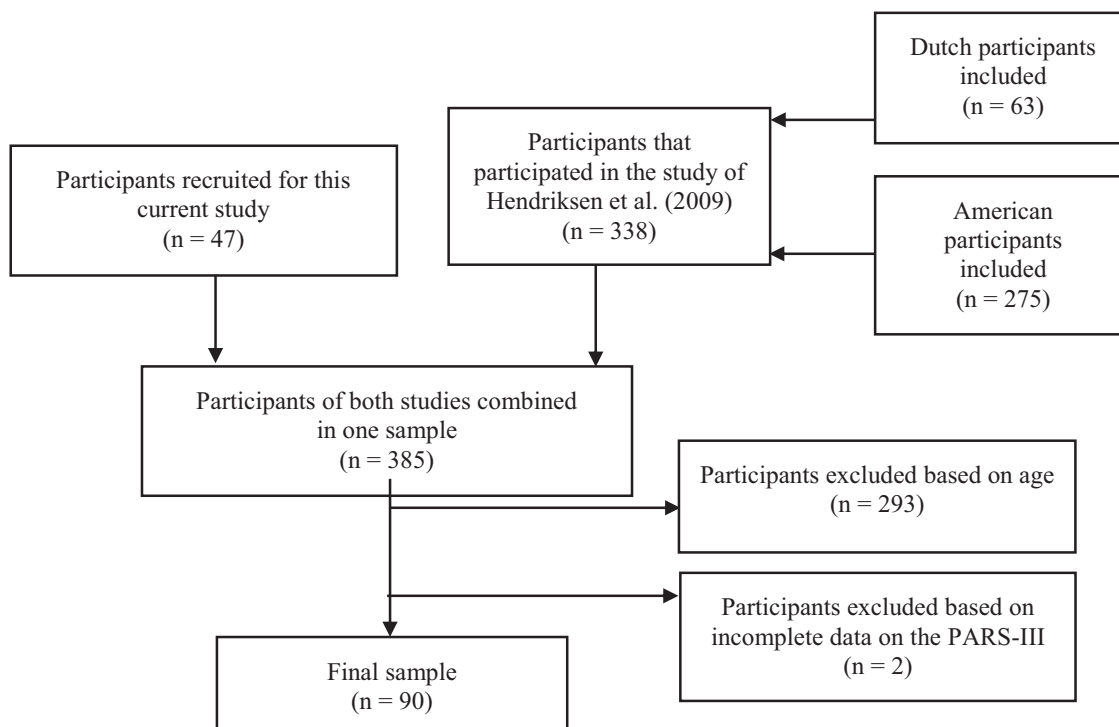 Dutch participants
included
(n = 63)
Participants that
participated in the study of
Hendriksen et al. (2009)
(n = 338)
Participants recruited for this
current study
(n = 47)
American
participants
included
(n = 275)
Participants of both studies combined
in one sample
(n = 385)
Participants excluded based on age
(n = 293)
Participants excluded based on
incomplete data on the PARS-III
(n = 2)
Final sample
(n = 90)